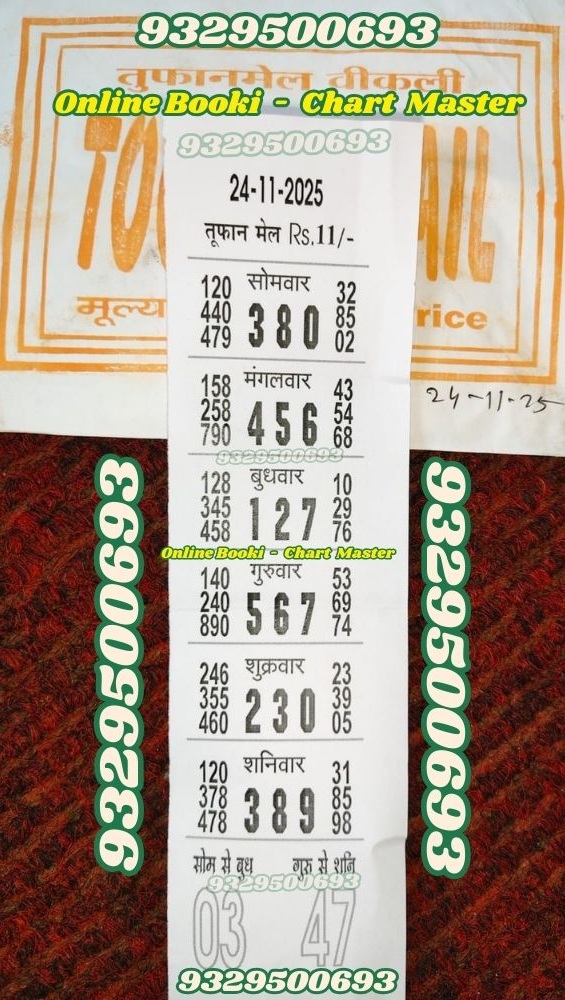 9329500693
तुफानमेल वीकली
Online Booki - Chart Master
9329500693
24-11-2025
तूफान मेल Rs.11/-
मूल्य
rice
120 सोमवार 32
440 380 85
479 02
24-11-25
158 मंगलवार 43
258 456 54
790 68
9329500693
128 बुधवार 10
345 127 29
458 76
Online Booki - Chart Master
140 गुरुवार 53
240 567 69
890 74
246 शुक्रवार 23
355 230 39
460 05
120 शनिवार 31
378 389 85
478 98
सोम से बुध गुरु से शनि
9329500693
03 47
9329500693
9329500693
9329500693